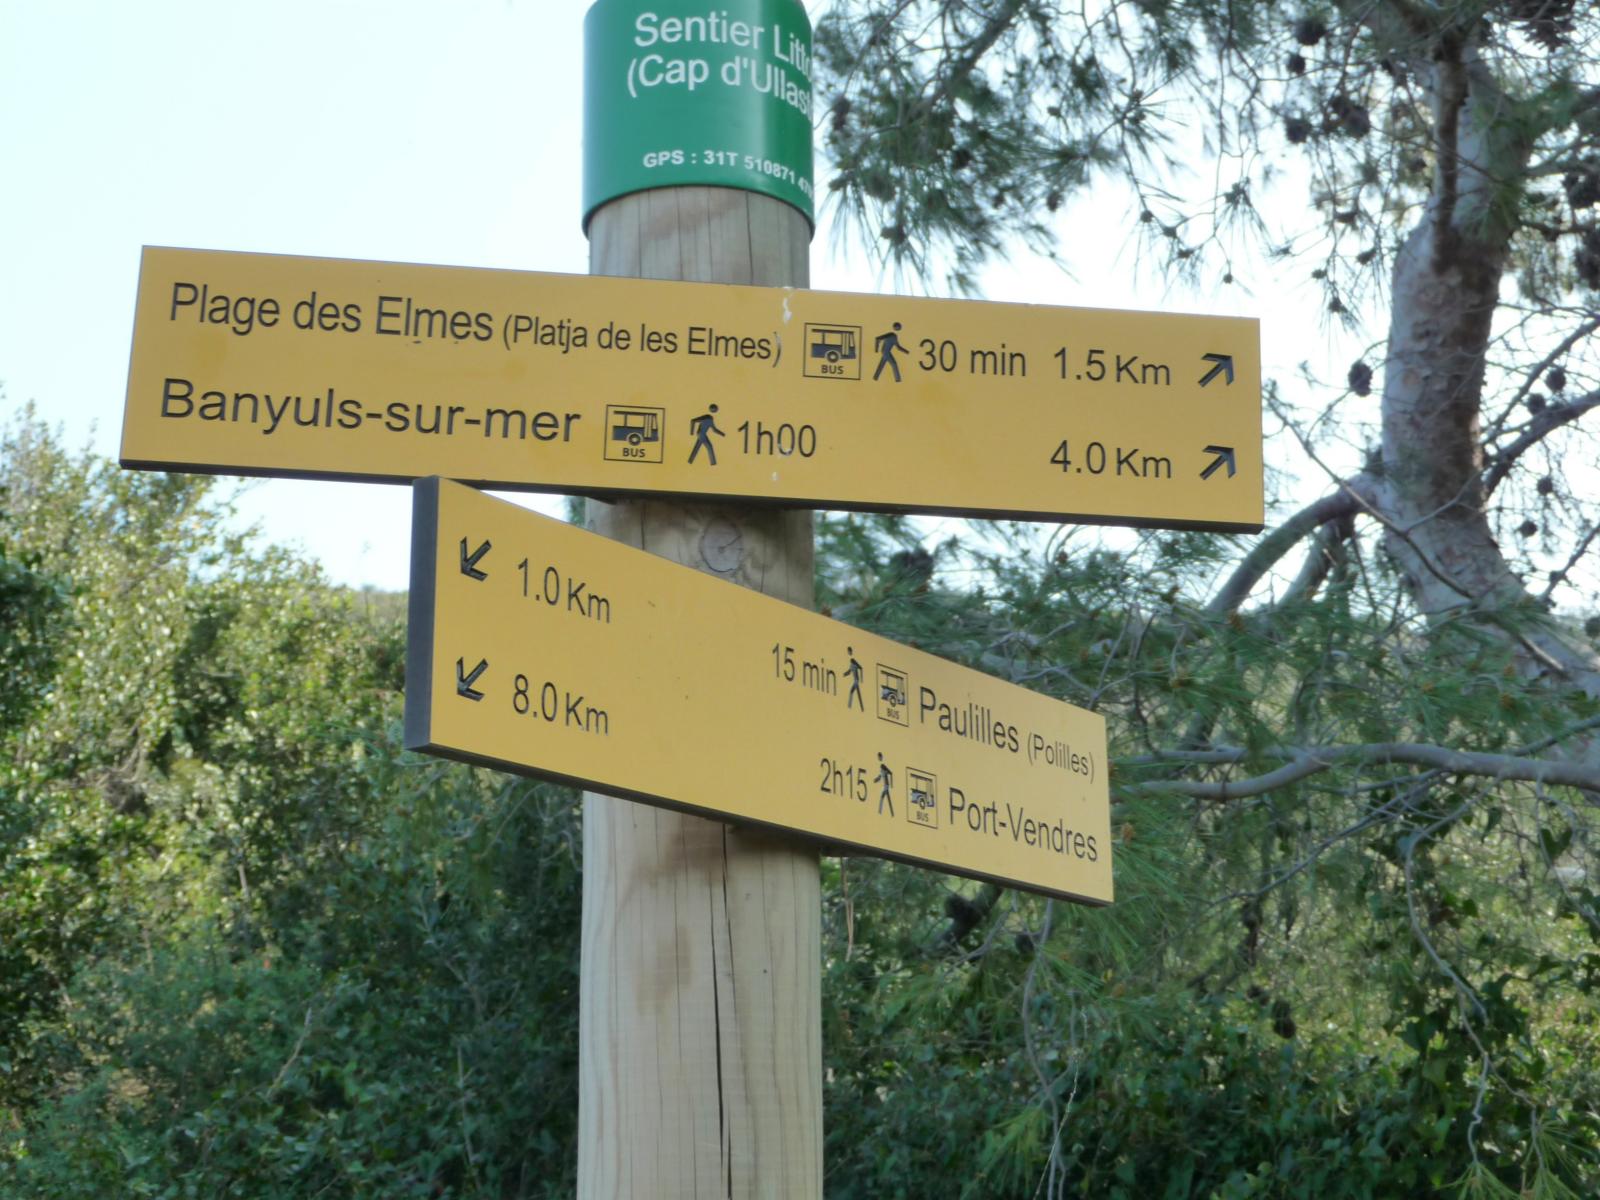 Sentier
(Cap d'Ullast
GPS : 31T 510871
Plage des Elmes (Platja de les Elmes) BUS 30 min 1.5 Km
Banyuls-sur-mer BUS 1h00 4.0 Km
1.0 Km 15 min BUS Paulilles (Polilles)
8.0 Km 2h15 BUS Port-Vendres